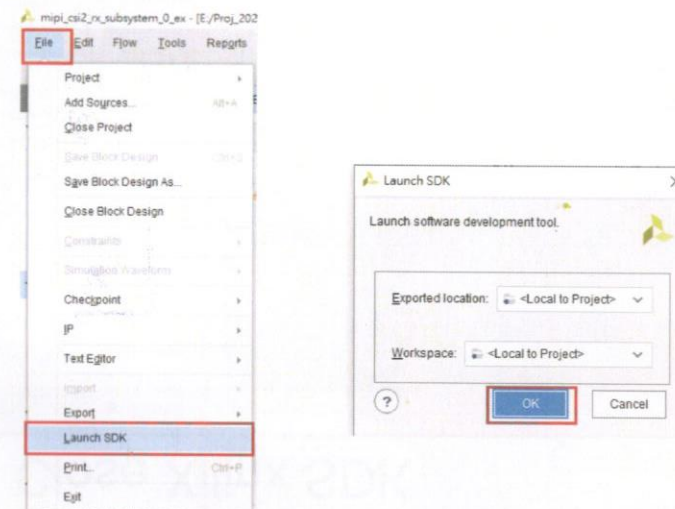 mipi_csi2_rx_subsystem_0_ex - [E:/Proj_202
File Edit Flow Tools Reports
Project
Add Sources... Alt+A
Close Project
Save Block Design Ctrl+S
Save Block Design As...
Close Block Design
Constraints
Simulation Waveform
Checkpoint
IP
Text Editor
Import
Export
Launch SDK
Print... Ctrl+P
Exit
Launch SDK
Launch software development tool.
Exported location: <Local to Project>
Workspace: <Local to Project>
?
OK Cancel